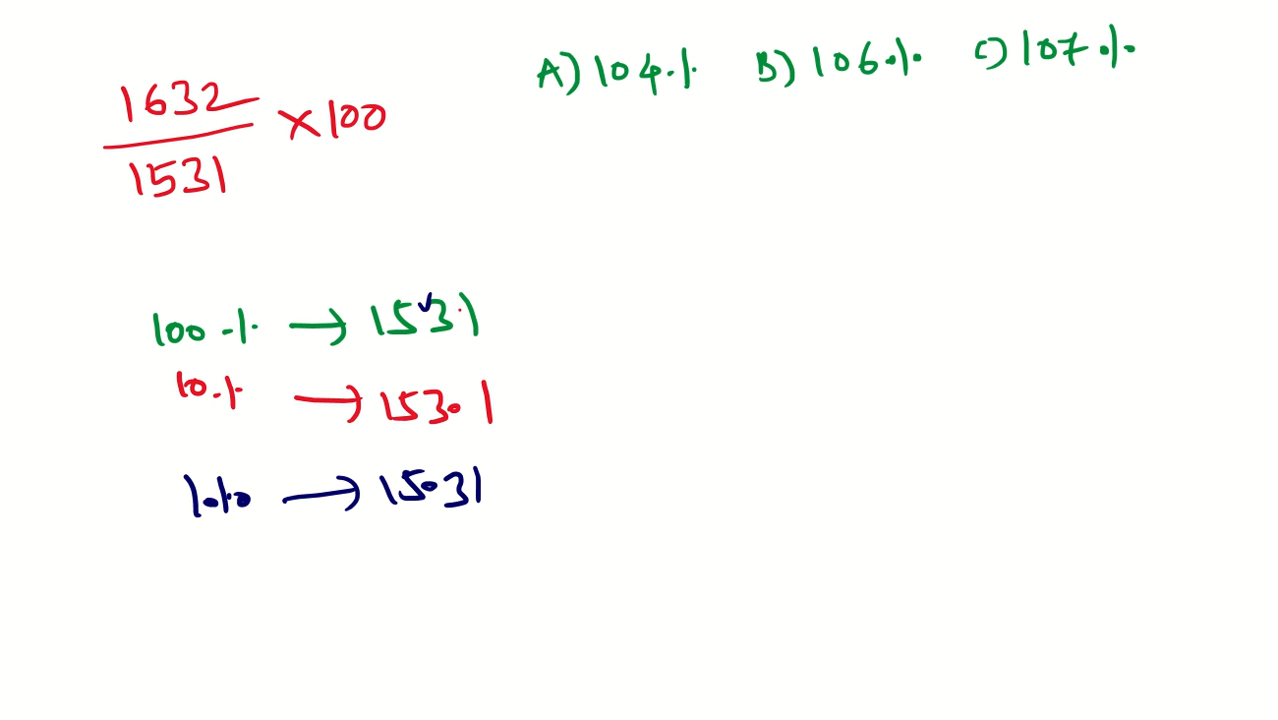 A) 104% B) 106% C) 107%
1632
1531
×100
100% → 1531
10% → 153.1
1% → 15.31